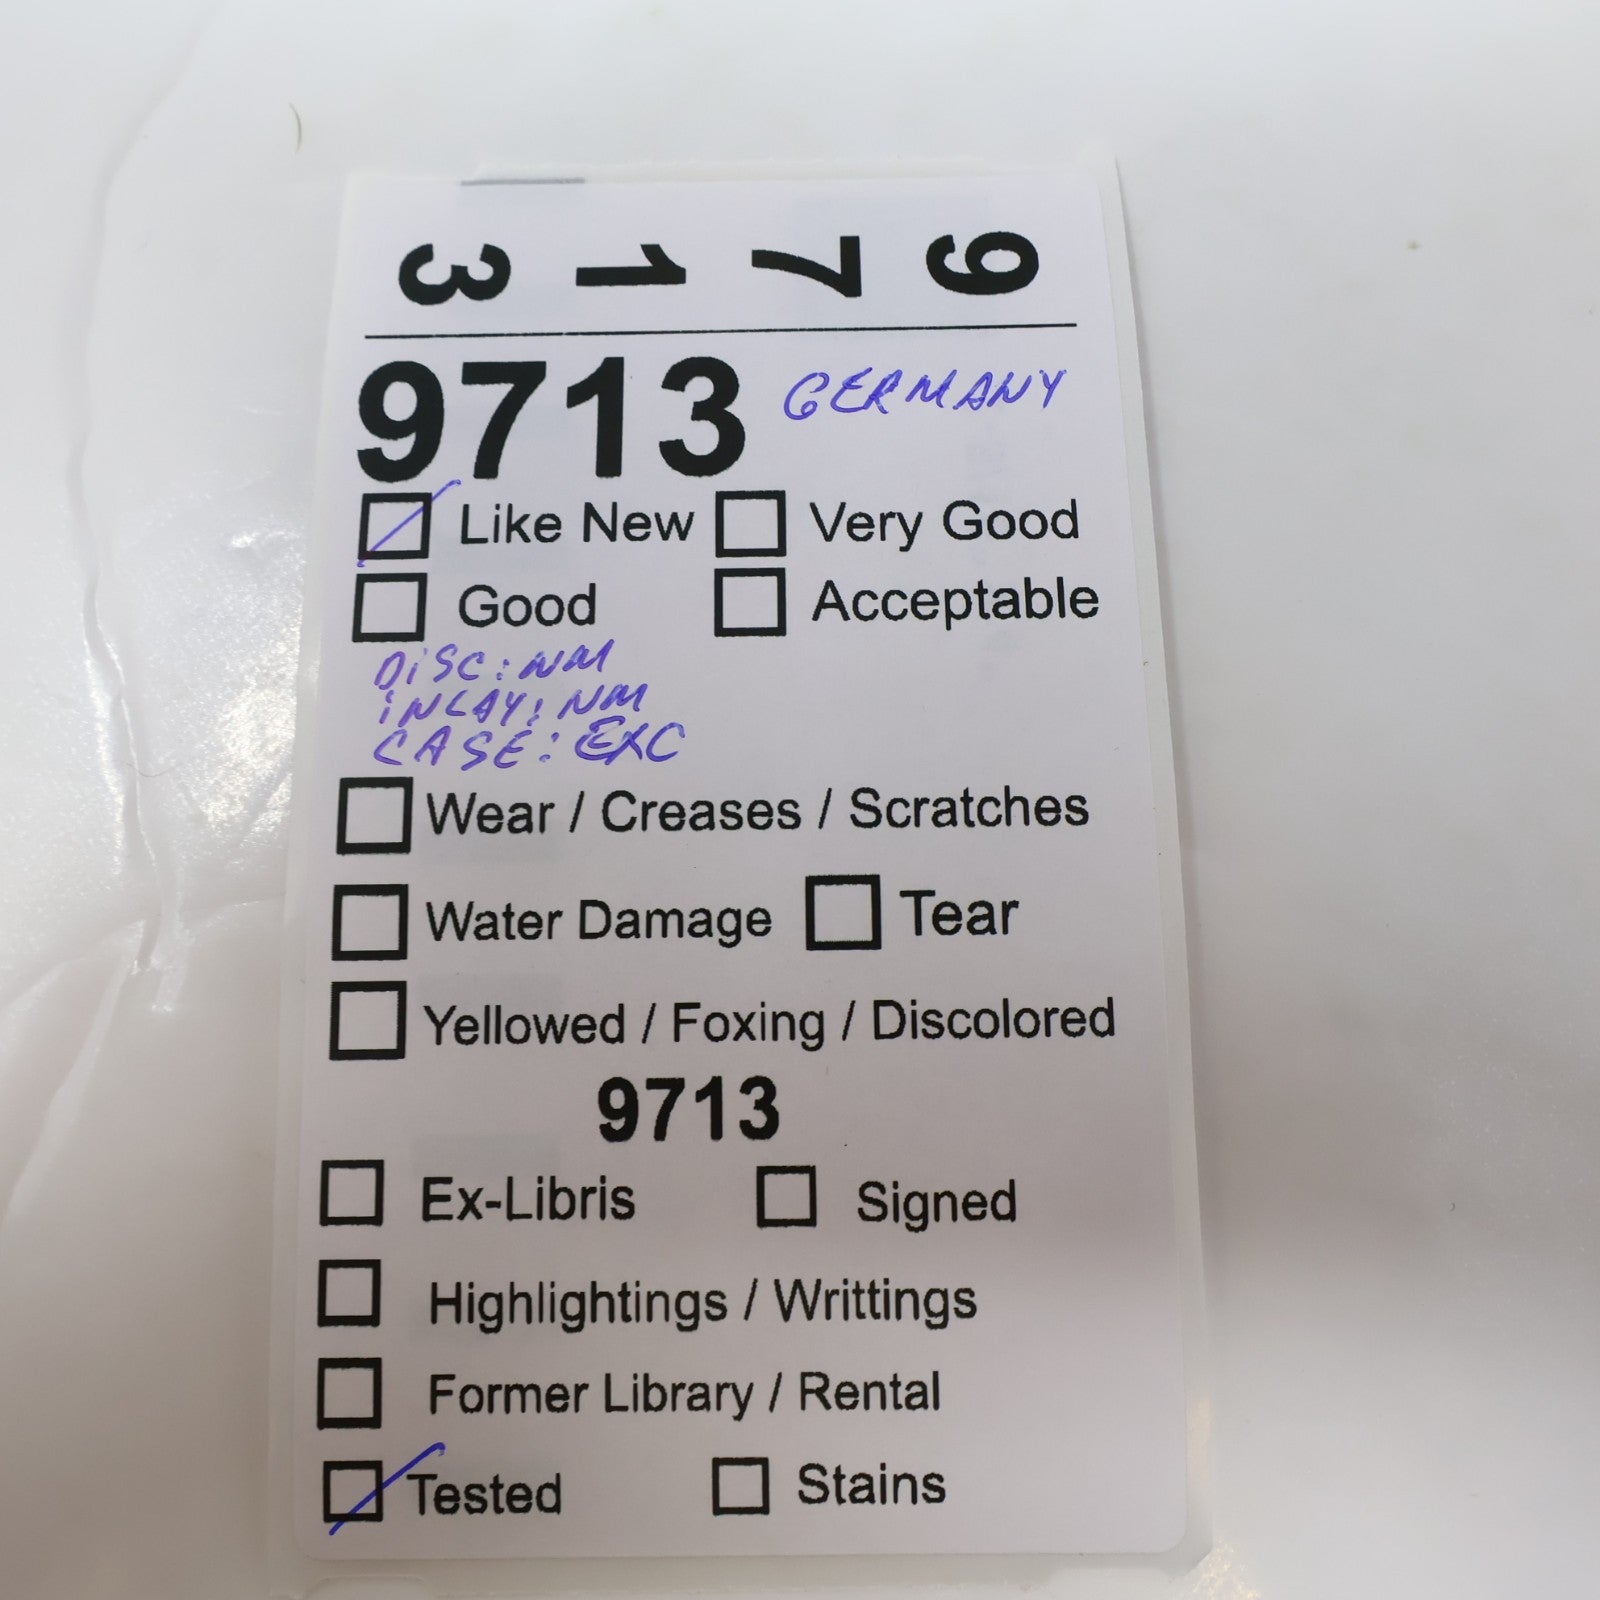 9 7 1 3
9713 GERMANY
Like New Very Good
Good Acceptable
DiSC: NM
iNLAY: NM
CASE: EXC
Wear / Creases / Scratches
Water Damage Tear
Yellowed / Foxing / Discolored
9713
Ex-Libris Signed
Highlightings / Writtings
Former Library / Rental
Tested Stains